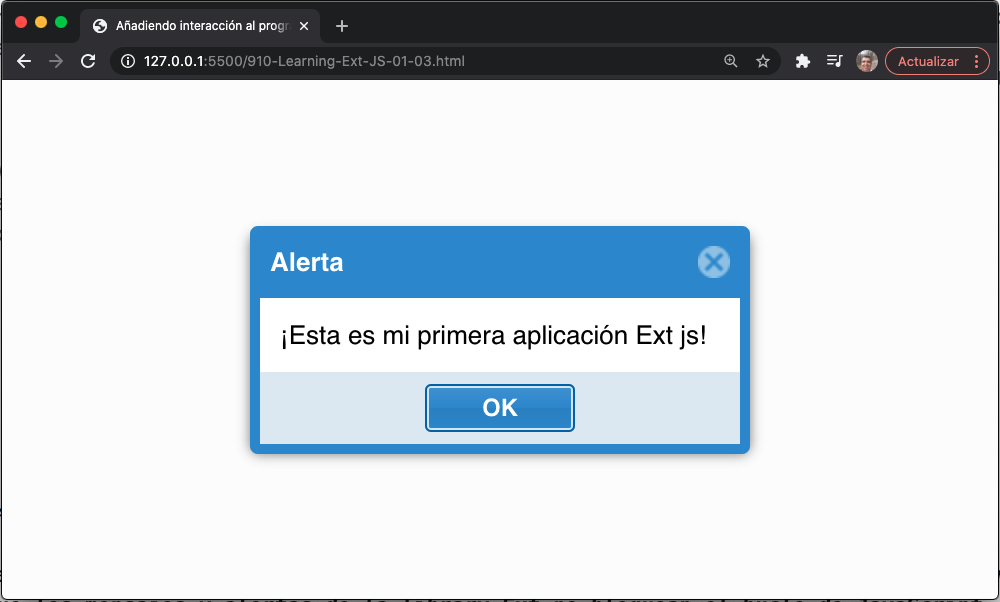 Añadiendo interacción al progr
127.0.0.1:5500/910-Learning-Ext-JS-01-03.html
Actualizar
Alerta
¡Esta es mi primera aplicación Ext js!
OK